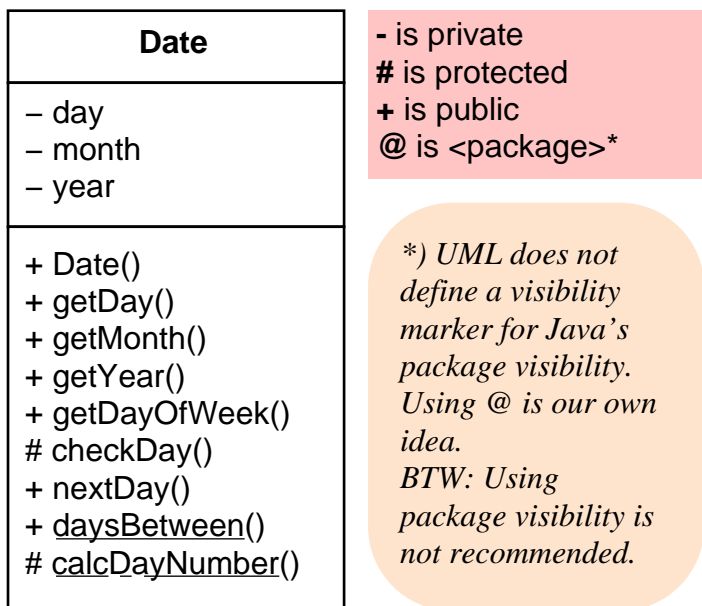 Date
– day
– month
– year
+ Date()
+ getDay()
+ getMonth()
+ getYear()
+ getDayOfWeek()
# checkDay()
+ nextDay()
+ daysBetween()
# calcDayNumber()
- is private
# is protected
+ is public
@ is <package>*
*) UML does not
define a visibility
marker for Java’s
package visibility.
Using @ is our own
idea.
BTW: Using
package visibility is
not recommended.